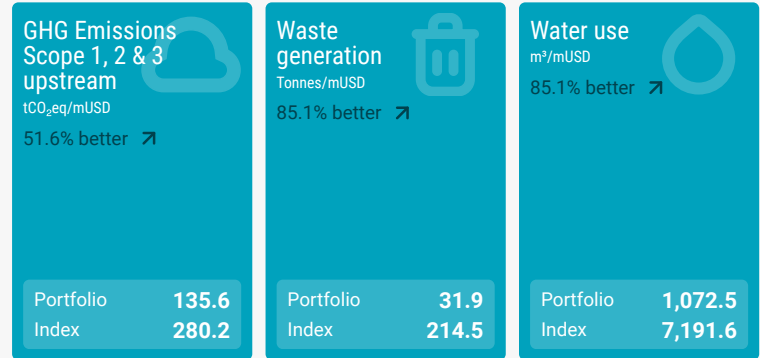 GHG Emissions
Scope 1, 2 & 3
upstream
tCO₂eq/mUSD
51.6% better
Portfolio 135.6
Index 280.2
Waste
generation
Tonnes/mUSD
85.1% better
Portfolio 31.9
Index 214.5
Water use
m³/mUSD
85.1% better
Portfolio 1,072.5
Index 7,191.6